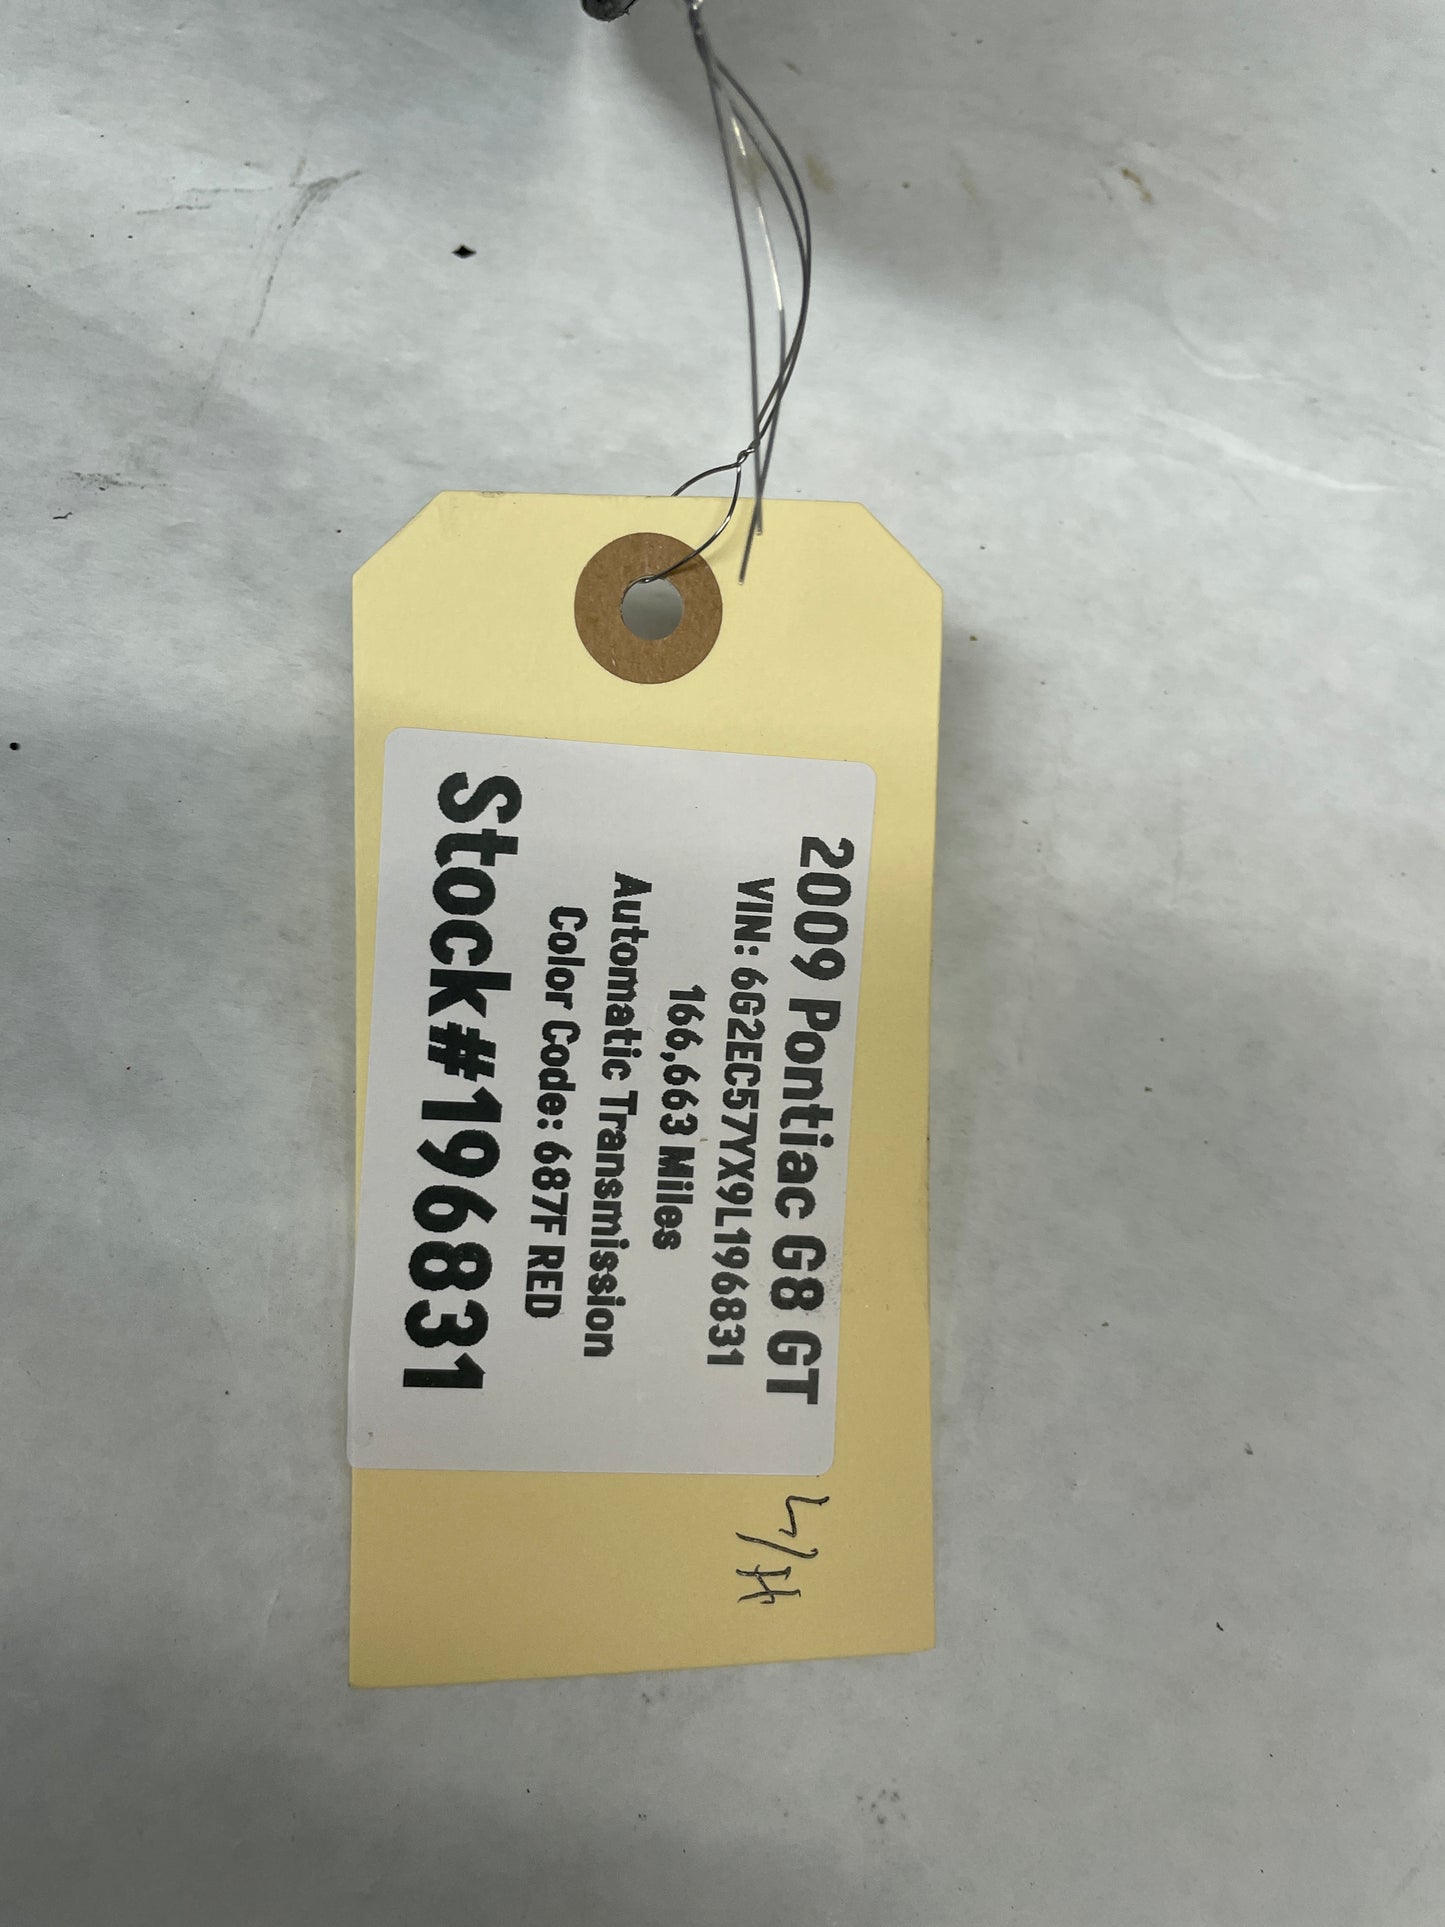 2009 Pontiac G8 GT
VIN: 6G2EC57YX9L196831
166,663 Miles
Automatic Transmission
Color Code: 687F RED
Stock#196831
L/H